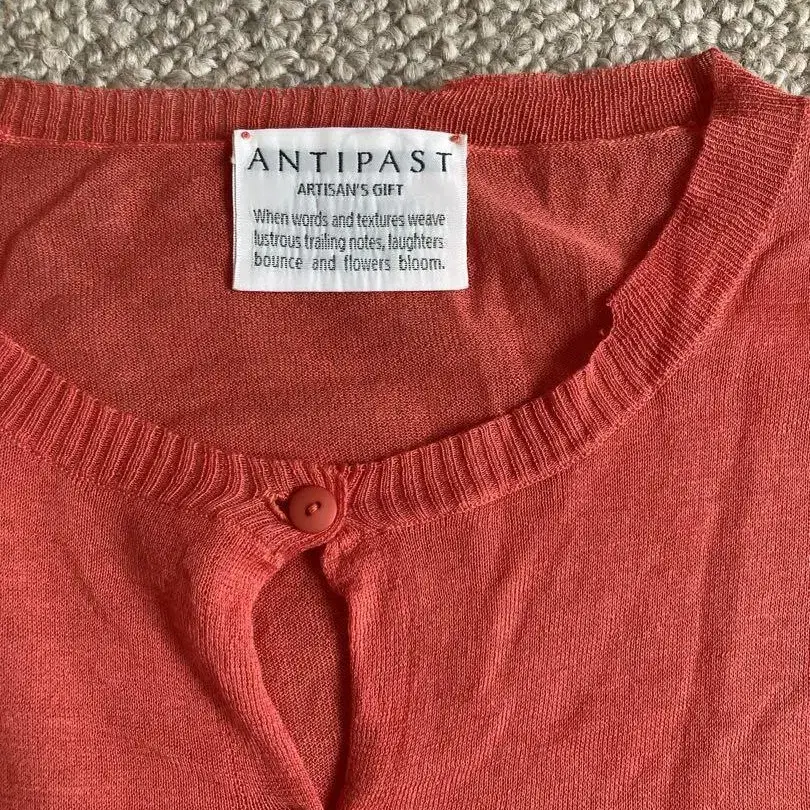 ANTIPAST
ARTISAN'S GIFT
When words and textures weave
lustrous trailing notes, laughters
bounce and flowers bloom.